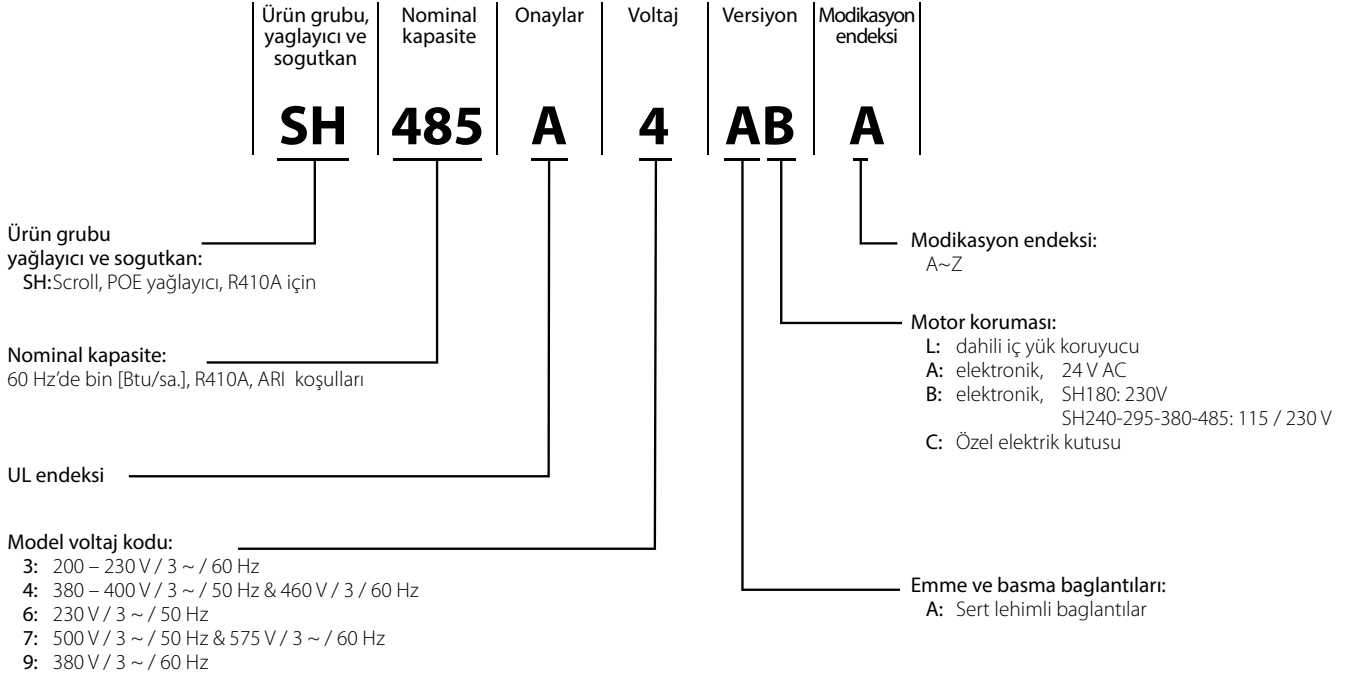 Ürün grubu,
yaglayıcı ve
sogutkan
Nominal
kapasite
Onaylar
Voltaj
Versiyon
Modikasyon
endeksi
SH 485 A 4 AB A
Ürün grubu
yağlayıcı ve sogutkan:
SH:Scroll, POE yağlayıcı, R410A için
Nominal kapasite:
60 Hz’de bin [Btu/sa.], R410A, ARI koşulları
UL endeksi
Model voltaj kodu:
3: 200 – 230 V / 3 ~ / 60 Hz
4: 380 – 400 V / 3 ~ / 50 Hz & 460 V / 3 / 60 Hz
6: 230 V / 3 ~ / 50 Hz
7: 500 V / 3 ~ / 50 Hz & 575 V / 3 ~ / 60 Hz
9: 380 V / 3 ~ / 60 Hz
Modikasyon endeksi:
A~Z
Motor koruması:
L: dahili iç yük koruyucu
A: elektronik, 24 V AC
B: elektronik, SH180: 230V
SH240-295-380-485: 115 / 230 V
C: Özel elektrik kutusu
Emme ve basma baglantıları:
A: Sert lehimli baglantılar